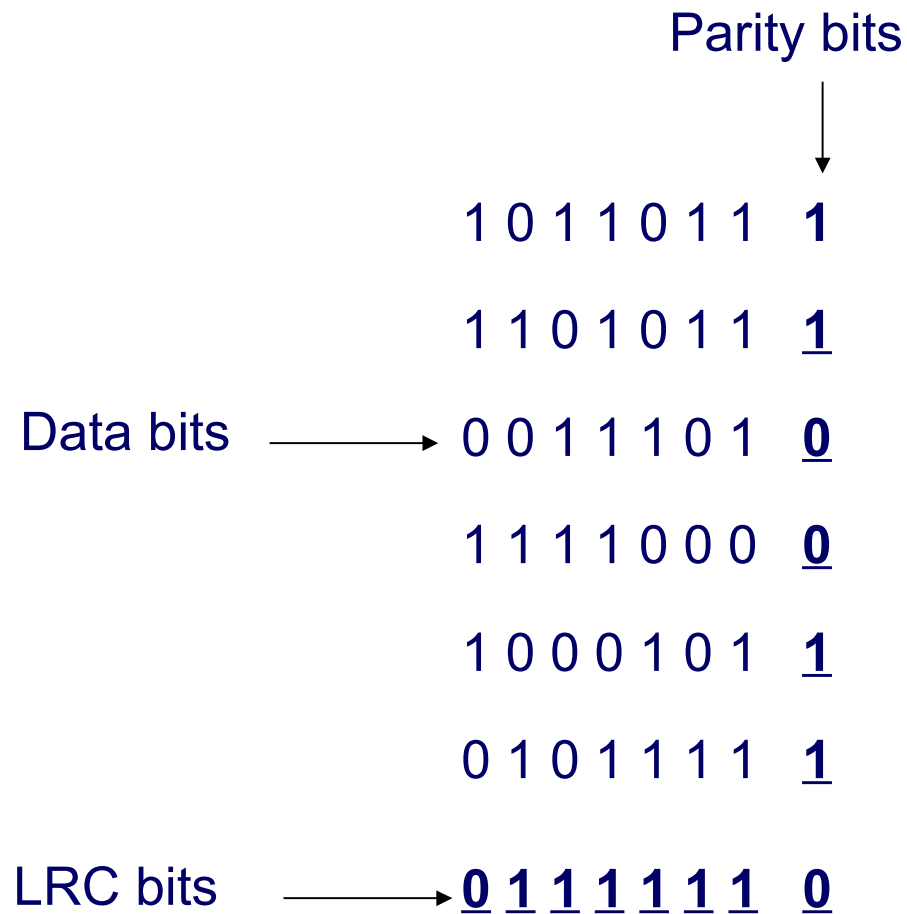 Parity bits
1 0 1 1 0 1 1 1
1 1 0 1 0 1 1 1
Data bits 0 0 1 1 1 0 1 0
1 1 1 1 0 0 0 0
1 0 0 0 1 0 1 1
0 1 0 1 1 1 1 1
LRC bits 0 1 1 1 1 1 1 0